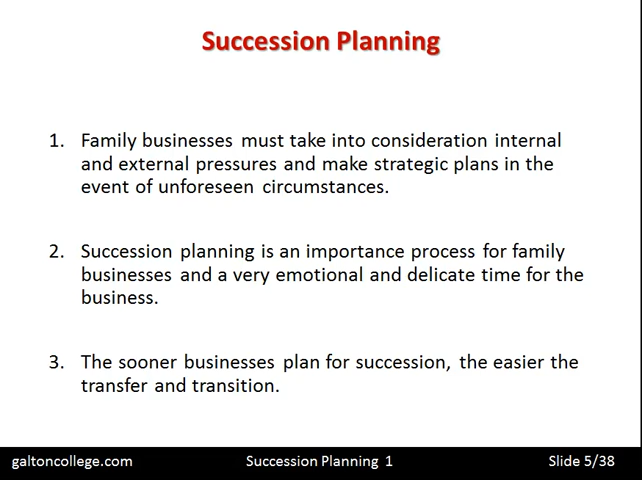 Succession Planning
1. Family businesses must take into consideration internal
and external pressures and make strategic plans in the
event of unforeseen circumstances.
2. Succession planning is an importance process for family
businesses and a very emotional and delicate time for the
business.
3. The sooner businesses plan for succession, the easier the
transfer and transition.
galtoncollege.com Succession Planning 1 Slide 5/38